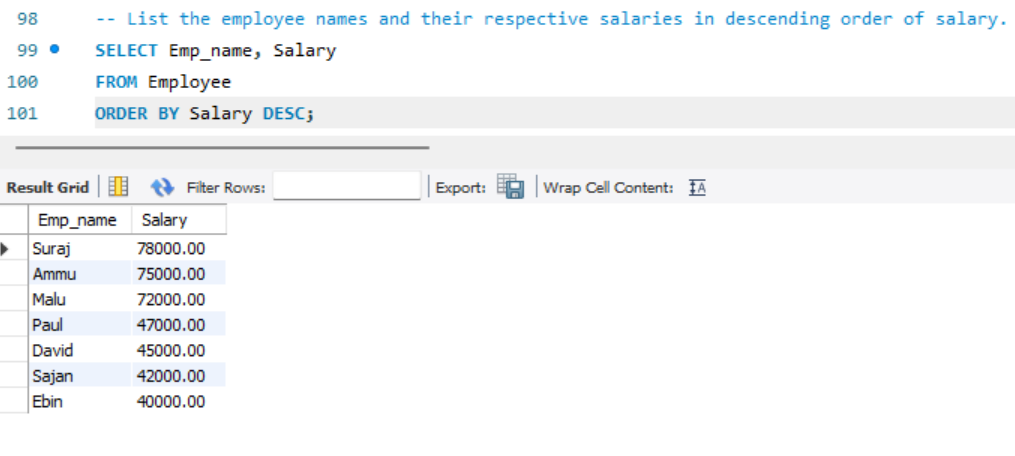 98 -- List the employee names and their respective salaries in descending order of salary.
99 SELECT Emp_name, Salary
100 FROM Employee
101 ORDER BY Salary DESC;
Result Grid Filter Rows: Export: Wrap Cell Content: IA
Emp_name Salary
Suraj 78000.00
Ammu 75000.00
Malu 72000.00
Paul 47000.00
David 45000.00
Sajan 42000.00
Ebin 40000.00